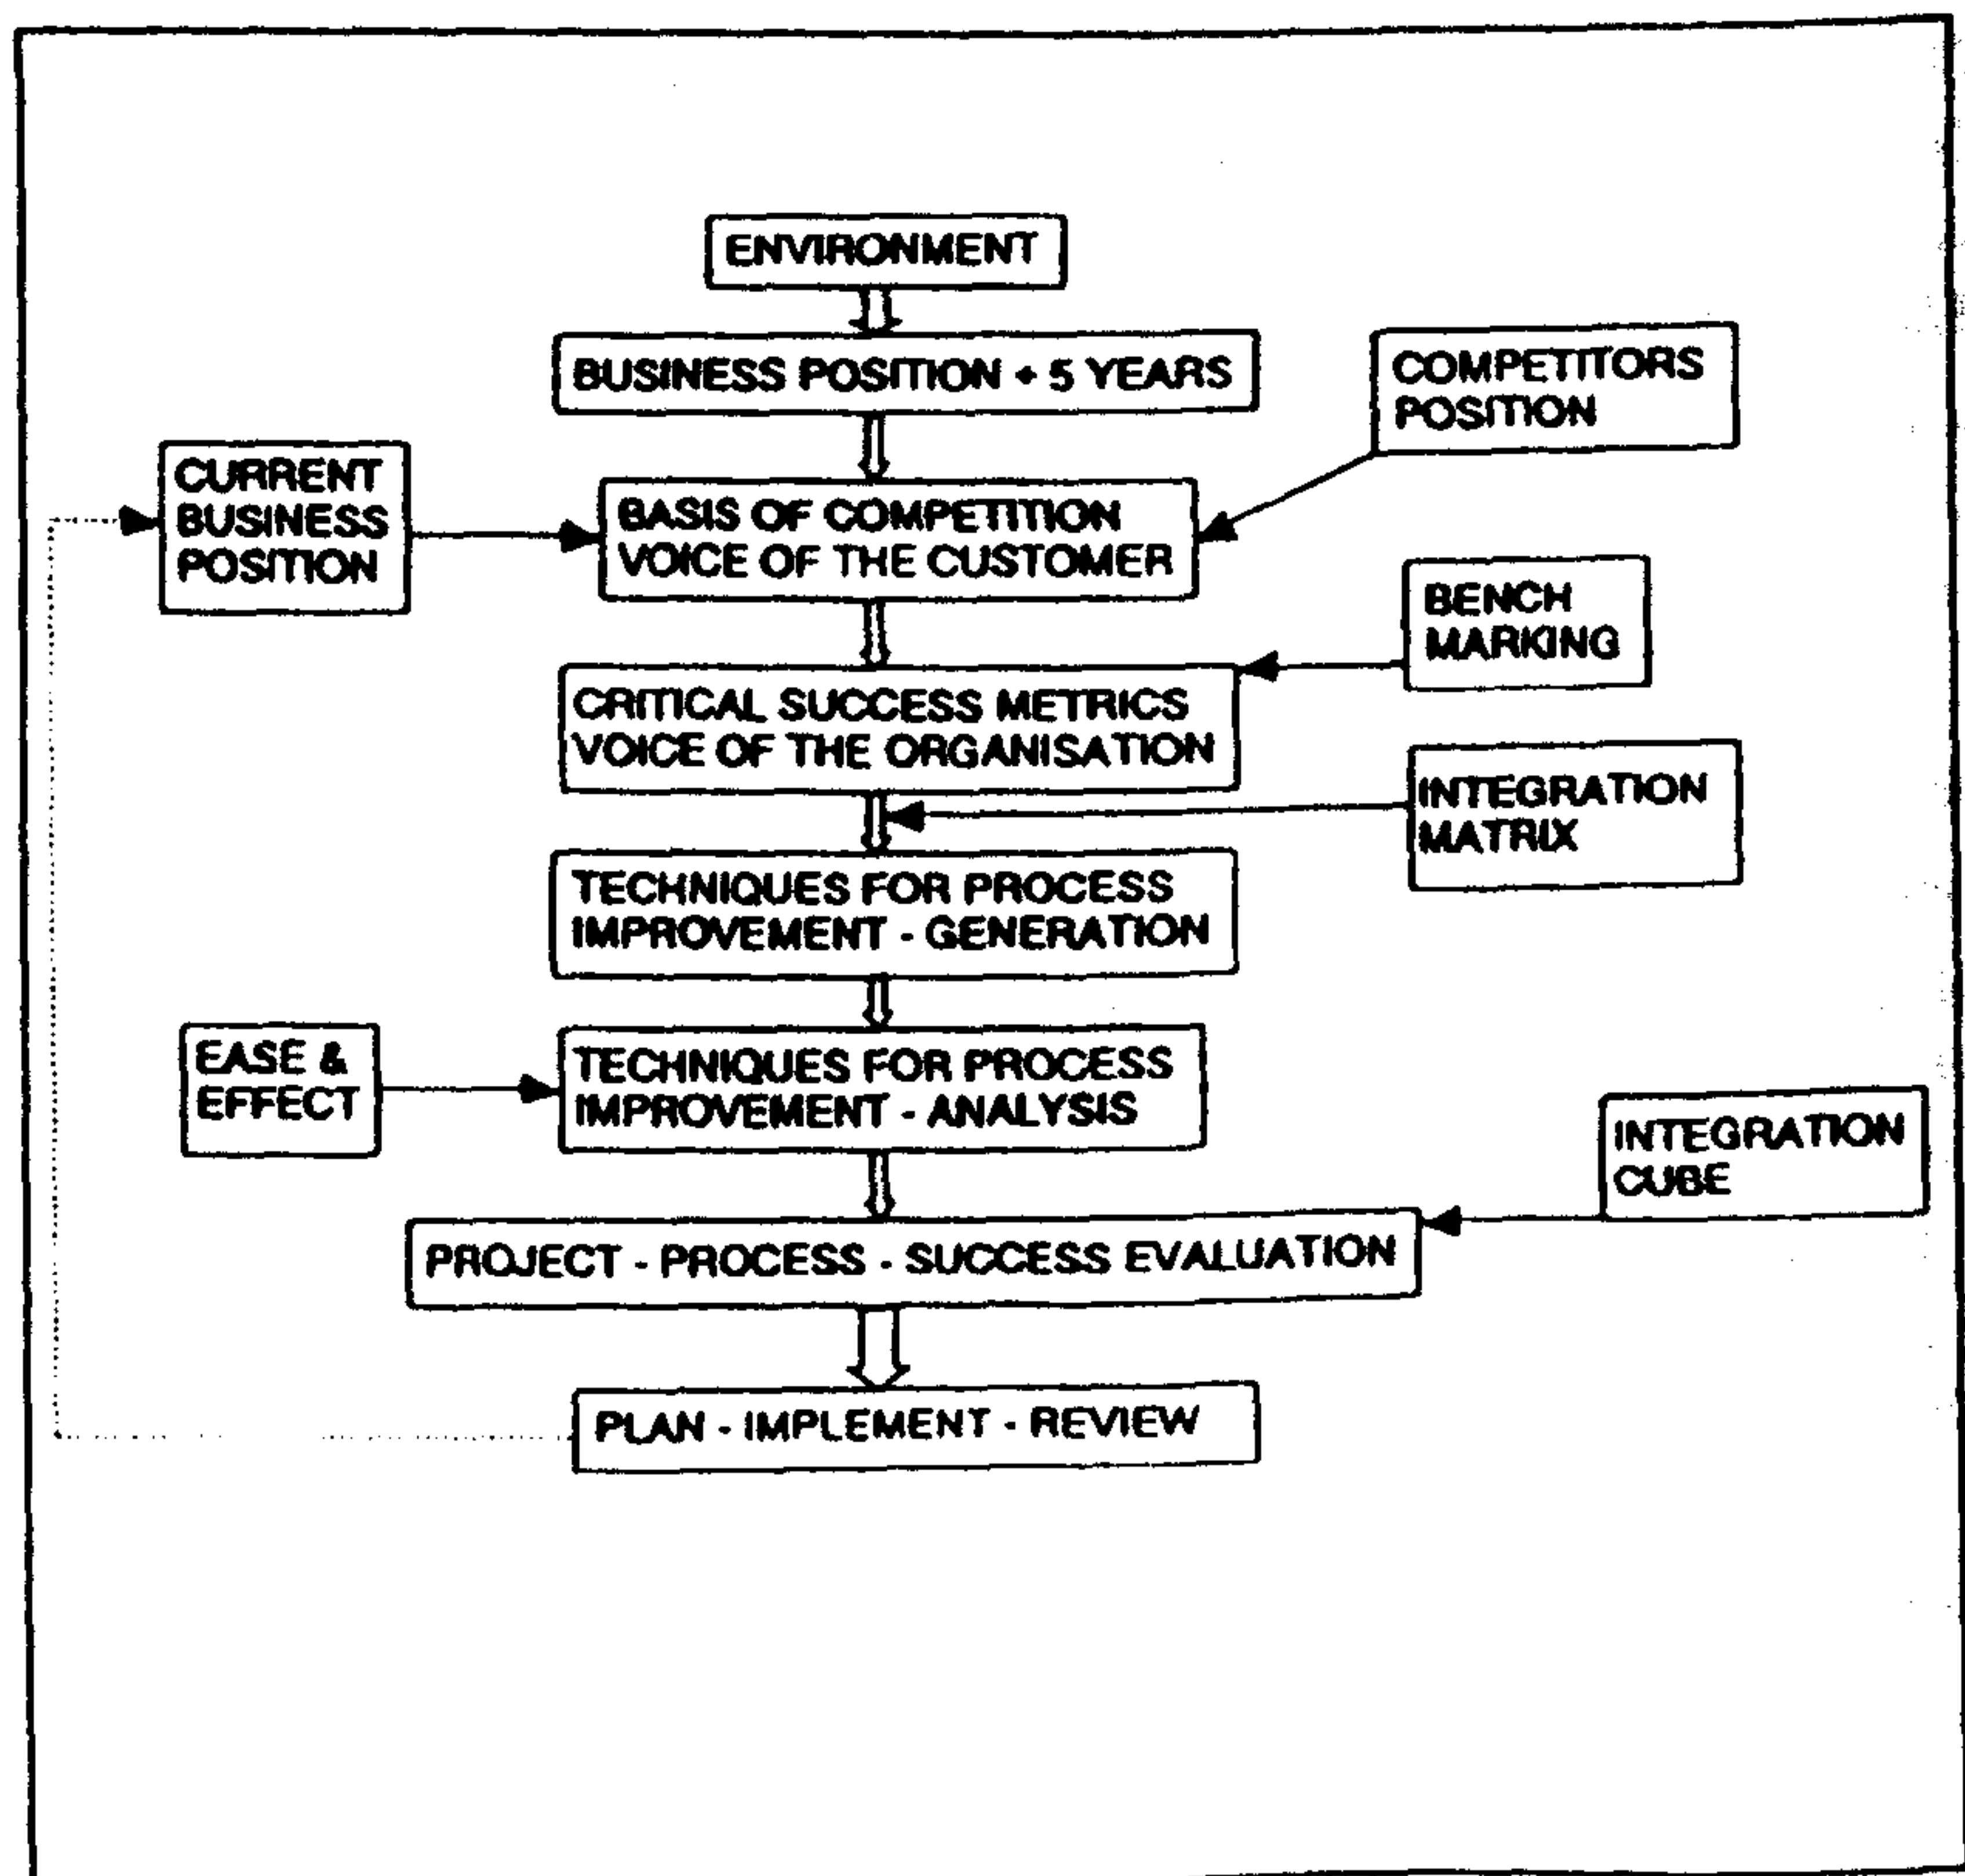 ENVIRONMENT
BUSINESS POSITION + 5 YEARS
COMPETITORS
POSITION
CURRENT
BUSINESS
POSITION
BASIS OF COMPETITION
VOICE OF THE CUSTOMER
BENCH
MARKING
CRITICAL SUCCESS METRICS
VOICE OF THE ORGANISATION
INTEGRATION
MATRIX
TECHNIQUES FOR PROCESS
IMPROVEMENT - GENERATION
EASE &
EFFECT
TECHNIQUES FOR PROCESS
IMPROVEMENT - ANALYSIS
INTEGRATION
CUBE
PROJECT - PROCESS - SUCCESS EVALUATION
PLAN - IMPLEMENT - REVIEW